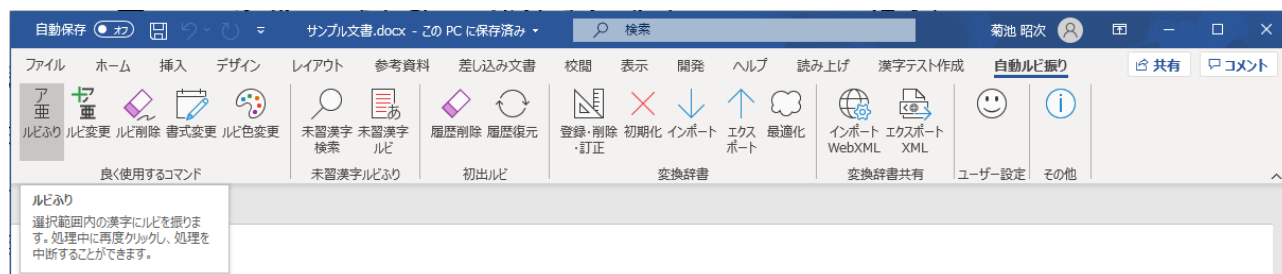 自動保存 オフ サンプル文書.docx - この PC に保存済み 検索 菊池 昭次
ファイル ホーム 挿入 デザイン レイアウト 参考資料 差し込み文書 校閲 表示 開発 ヘルプ 読み上げ 漢字テスト作成 自動ルビ振り 共有 コメント
ア亜 ルビふり
ア亜 ルビ変更
ルビ削除
書式変更
ルビ色変更
良く使用するコマンド
未習漢字
検索
あ
未習漢字
ルビ
未習漢字ルビふり
履歴削除
履歴復元
初出ルビ
登録・削除
・訂正
初期化
インポート
エクス
ポート
最適化
変換辞書
インポート
WebXML
エクスポート
XML
変換辞書共有
ユーザー設定
その他
ルビふり
選択範囲内の漢字にルビを振りま
す。処理中に再度クリックし、処理を
中断することができます。